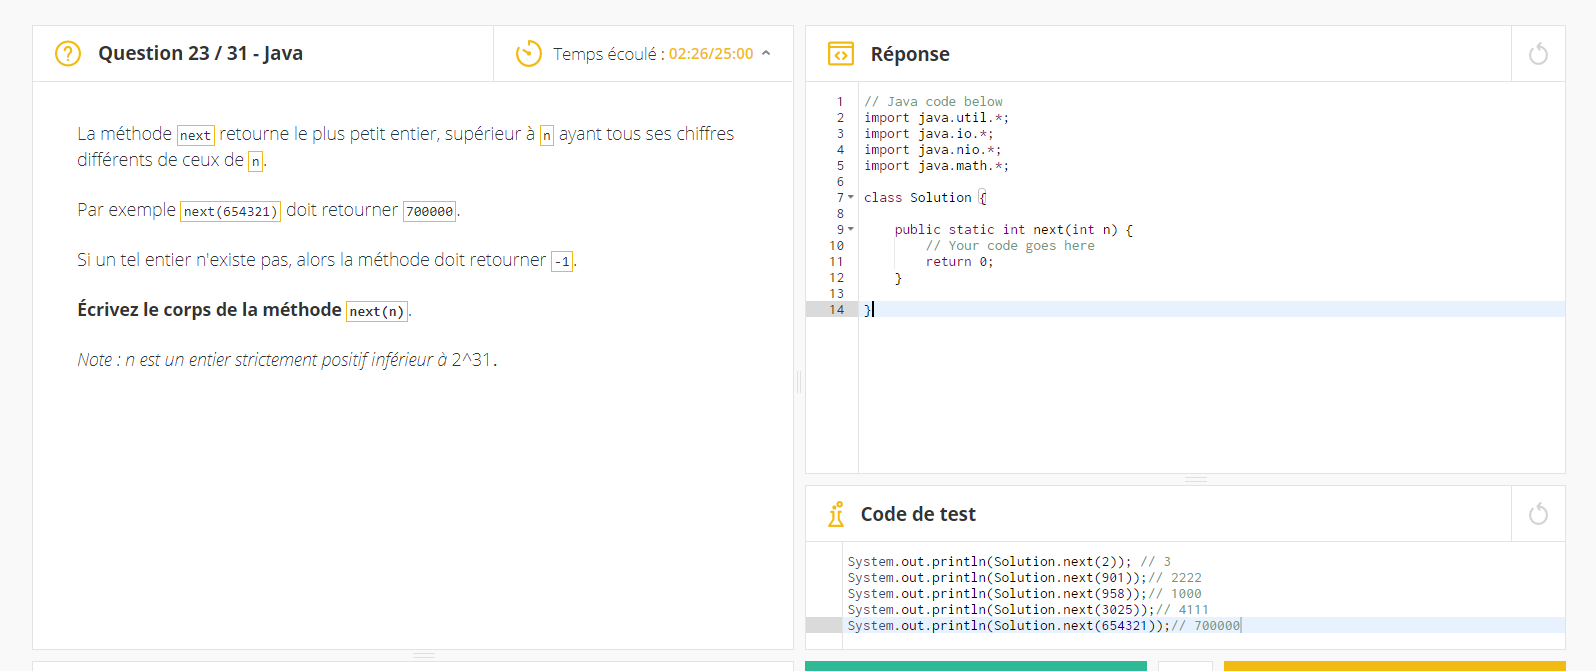 Question 23 / 31 - Java
Temps écoulé : 02:26/25:00
La méthode next retourne le plus petit entier, supérieur à n ayant tous ses chiffres
différents de ceux de n.
Par exemple next(654321) doit retourner 700000.
Si un tel entier n'existe pas, alors la méthode doit retourner -1.
Écrivez le corps de la méthode next(n).
Note : n est un entier strictement positif inférieur à 2^31.
Réponse
1 // Java code below
2 import java.util.*;
3 import java.io.*;
4 import java.nio.*;
5 import java.math.*;
6
7 class Solution {
8
9 public static int next(int n) {
10 // Your code goes here
11 return 0;
12 }
13
14 }
Code de test
System.out.println(Solution.next(2)); // 3
System.out.println(Solution.next(901));// 2222
System.out.println(Solution.next(958));// 1000
System.out.println(Solution.next(3025));// 4111
System.out.println(Solution.next(654321));// 700000